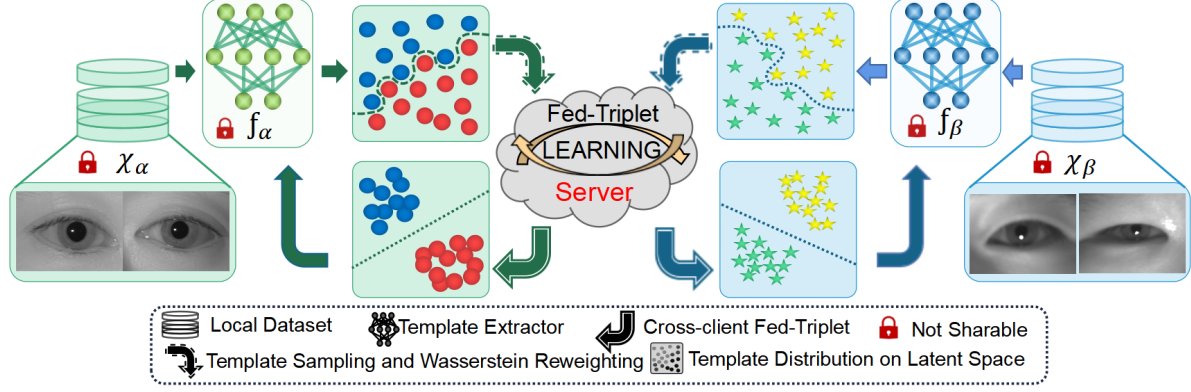 fα
χα
Fed-Triplet
LEARNING
Server
fβ
χβ
Local Dataset
Template Extractor
Cross-client Fed-Triplet
Not Sharable
Template Sampling and Wasserstein Reweighting
Template Distribution on Latent Space